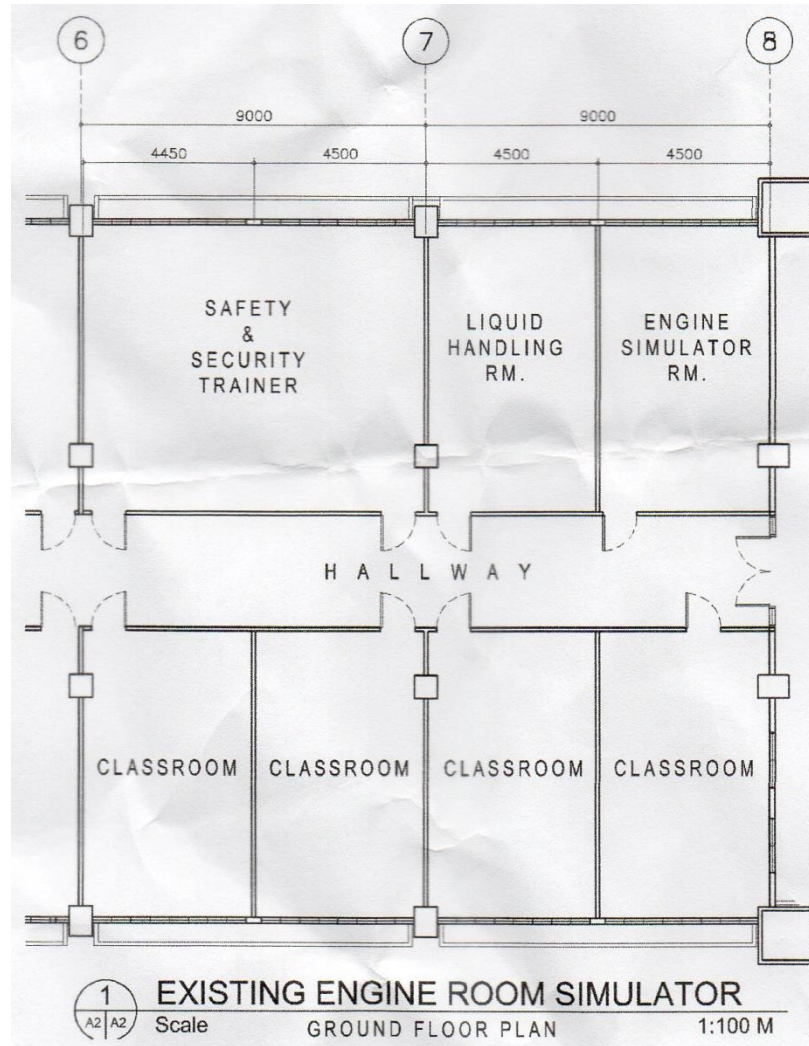 6 7 8
9000 9000
4450 4500 4500 4500
SAFETY
&
SECURITY
TRAINER
LIQUID
HANDLING
RM.
ENGINE
SIMULATOR
RM.
HALLWAY
CLASSROOM CLASSROOM CLASSROOM CLASSROOM
1
A2 A2
EXISTING ENGINE ROOM SIMULATOR
Scale GROUND FLOOR PLAN 1:100 M